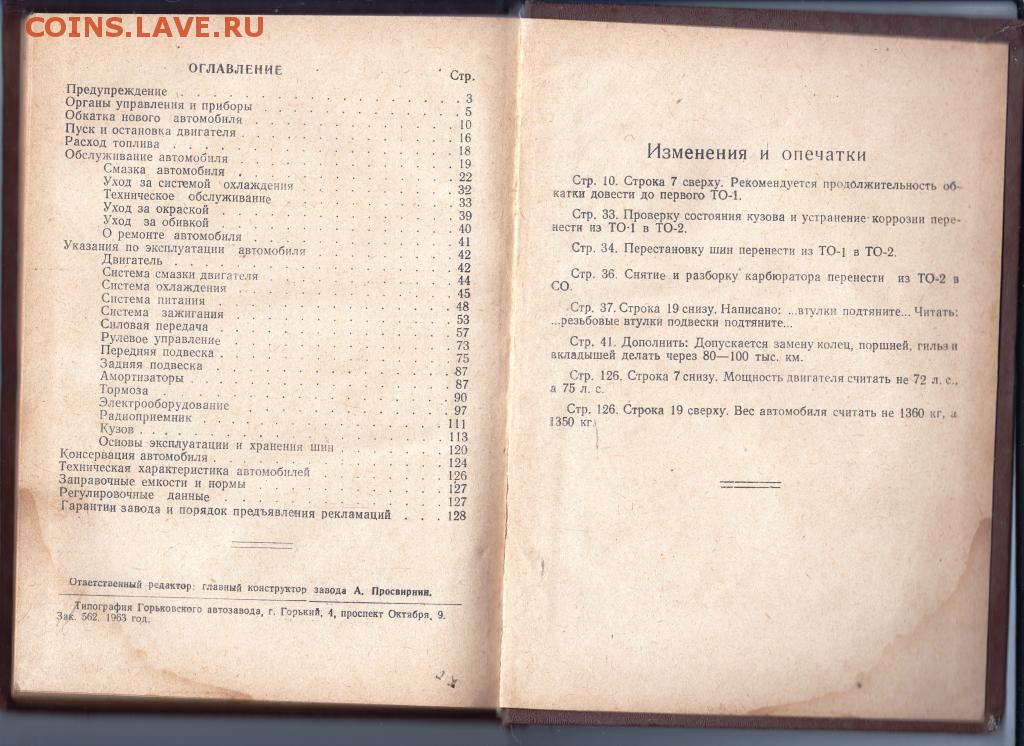 COINS.LAVE.RU
ОГЛАВЛЕНИЕ
Стр.
Предупреждение . . . 3
Органы управления и приборы . . . 5
Обкатка нового автомобиля . . . 10
Пуск и остановка двигателя . . . 16
Расход топлива . . . 18
Обслуживание автомобиля . . . 19
Смазка автомобиля . . . 22
Уход за системой охлаждения . . . 32
Техническое обслуживание . . . 33
Уход за окраской . . . 39
Уход за обивкой . . . 40
О ремонте автомобиля . . . 41
Указания по эксплуатации автомобиля . . . 42
Двигатель . . . 42
Система смазки двигателя . . . 44
Система охлаждения . . . 45
Система питания . . . 48
Система зажигания . . . 53
Силовая передача . . . 57
Рулевое управление . . . 73
Передняя подвеска . . . 75
Задняя подвеска . . . 87
Амортизаторы . . . 87
Тормоза . . . 90
Электрооборудование . . . 97
Радиоприемник . . . 111
Кузов . . . 113
Основы эксплуатации и хранения шин . . . 120
Консервация автомобиля . . . 124
Техническая характеристика автомобилей . . . 126
Заправочные емкости и нормы . . . 127
Регулировочные данные . . . 127
Гарантии завода и порядок предъявления рекламаций . . . 128
Ответственный редактор: главный конструктор завода А. Просвирнин.
Типография Горьковского автозавода, г. Горький, 4, проспект Октября, 9.
Зак. 562. 1963 год.
Изменения и опечатки
Стр. 10. Строка 7 сверху. Рекомендуется продолжительность об-
катки довести до первого ТО-1.
Стр. 33. Проверку состояния кузова и устранение коррозии пере-
нести из ТО-1 в ТО-2.
Стр. 34. Перестановку шин перенести из ТО-1 в ТО-2.
Стр. 36. Снятие и разборку карбюратора перенести из ТО-2 в
СО.
Стр. 37. Строка 19 снизу. Написано: ...втулки подтяните... Читать:
...резьбовые втулки подвески подтяните...
Стр. 41. Дополнить: Допускается замену колец, поршней, гильз и
вкладышей делать через 80—100 тыс. км.
Стр. 126. Строка 7 снизу. Мощность двигателя считать не 72 л. с.,
а 75 л. с.
Стр. 126. Строка 19 сверху. Вес автомобиля считать не 1360 кг, а
1350 кг.